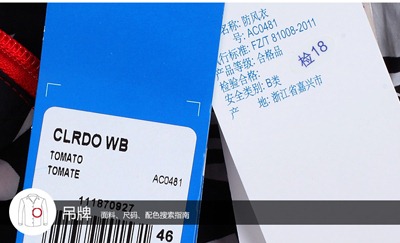 名称: 防风衣
号: AC0481
行标准: FZ/T 81008-2011
产品等级: 合格品
检验合格:
检18
安全类别: B类
产 地: 浙江省嘉兴市
CLRDO WB
TOMATO
TOMATE
AC0481
111870927
46
吊牌 面料、尺码、配色搜索指南